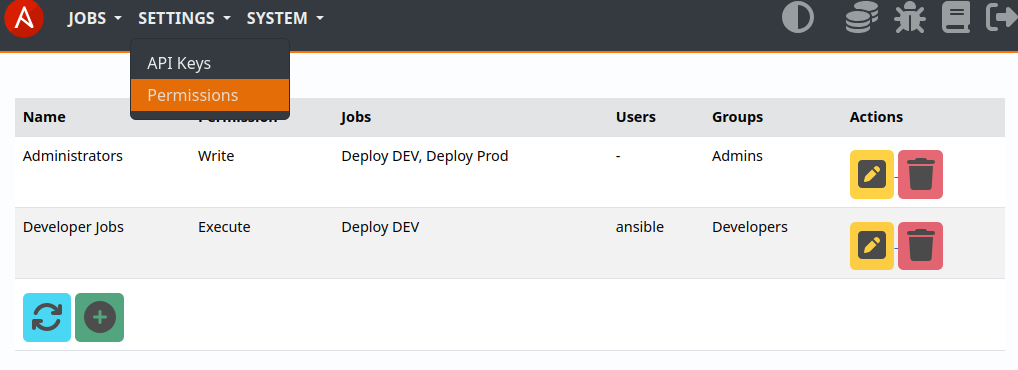 JOBS SETTINGS SYSTEM
API Keys
Permissions
Name Permission Jobs Users Groups Actions
Administrators Write Deploy DEV, Deploy Prod - Admins
Developer Jobs Execute Deploy DEV ansible Developers